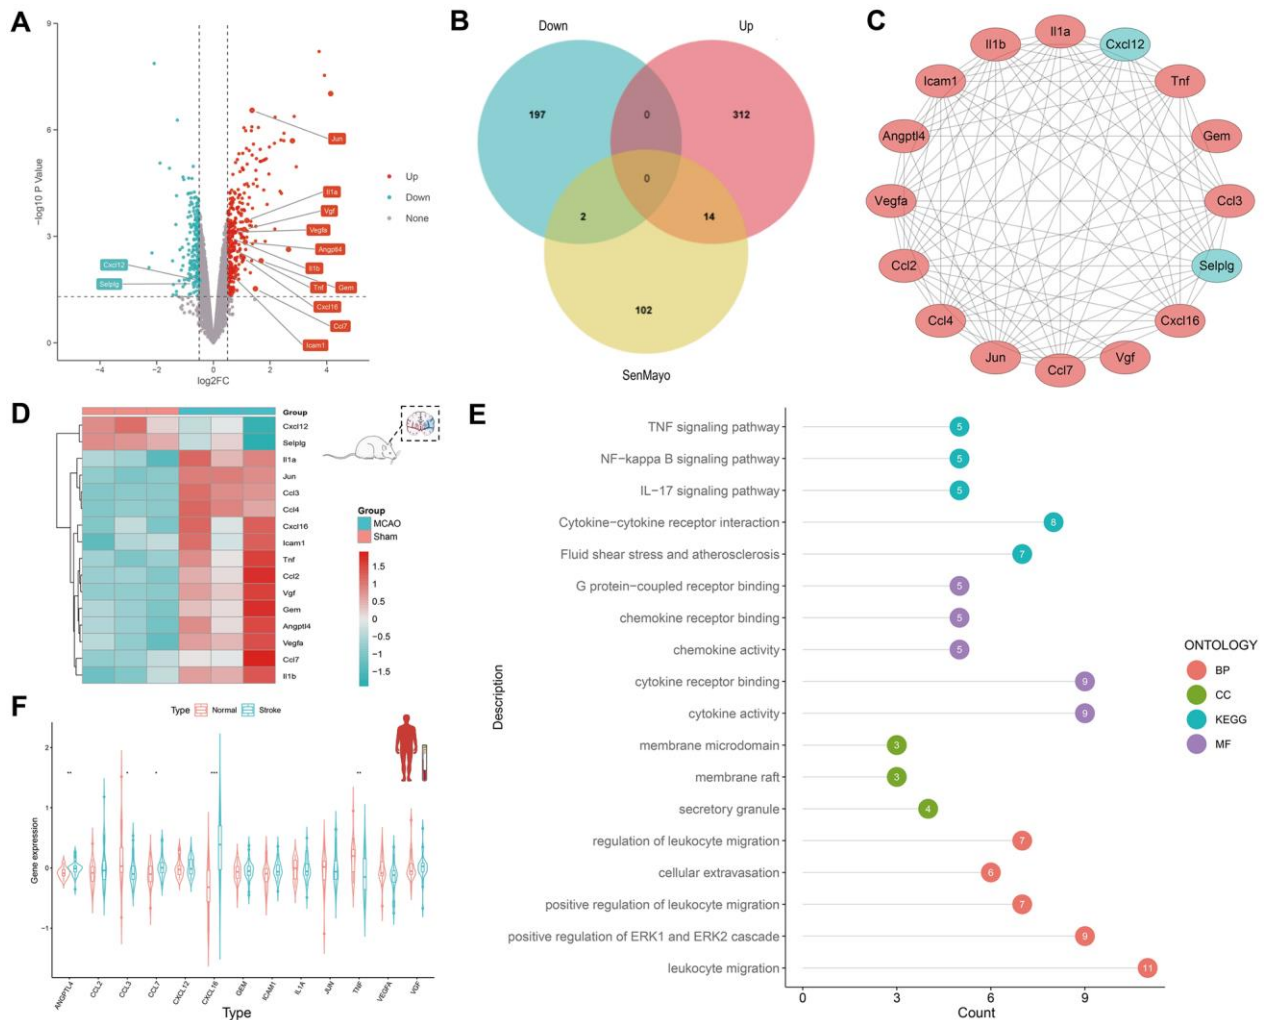 A
9
6
3
0
−log10 P Value
−4
−2
0
2
4
log2FC
Jun
Il1a
Vgf
Vegfa
Angptl4
Il1b
Tnf
Gem
Cxcl16
Ccl7
Icam1
Cxcl12
Selplg
Up
Down
None
B
Down
Up
197
0
312
0
2
14
102
SenMayo
C
Il1a
Cxcl12
Tnf
Gem
Ccl3
Selplg
Cxcl16
Vgf
Ccl7
Jun
Ccl4
Ccl2
Vegfa
Angptl4
Icam1
Il1b
D
Group
Cxcl12
Selplg
Il1a
Jun
Ccl3
Ccl4
Cxcl16
Icam1
Tnf
Ccl2
Vgf
Gem
Angptl4
Vegfa
Ccl7
Il1b
Group
MCAO
Sham
1.5
1
0.5
0
−0.5
−1
−1.5
E
Description
TNF signaling pathway 5
NF−kappa B signaling pathway 5
IL−17 signaling pathway 5
Cytokine−cytokine receptor interaction 8
Fluid shear stress and atherosclerosis 7
G protein−coupled receptor binding 5
chemokine receptor binding 5
chemokine activity 5
cytokine receptor binding 9
cytokine activity 9
membrane microdomain 3
membrane raft 3
secretory granule 4
regulation of leukocyte migration 7
cellular extravasation 6
positive regulation of leukocyte migration 7
positive regulation of ERK1 and ERK2 cascade 9
leukocyte migration 11
0 3 6 9
Count
ONTOLOGY
BP
CC
KEGG
MF
F
Type Normal Stroke
2
1
0
−1
Gene expression
** * * *** **
ANGPTL4
CCL2
CCL3
CCL7
CXCL12
CXCL16
GEM
ICAM1
IL1A
JUN
TNF
VEGFA
VGF
Type